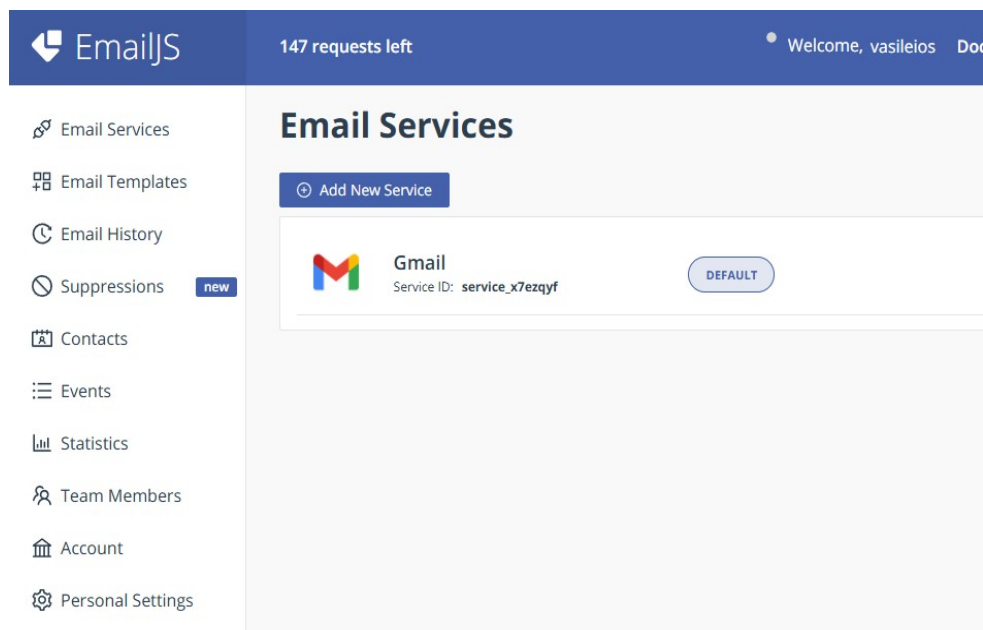 EmailJS
147 requests left
Welcome, vasileios
Email Services
Email Templates
Email History
Suppressions new
Contacts
Events
Statistics
Team Members
Account
Personal Settings
Email Services
Add New Service
Gmail
Service ID: service_x7ezqyf
DEFAULT